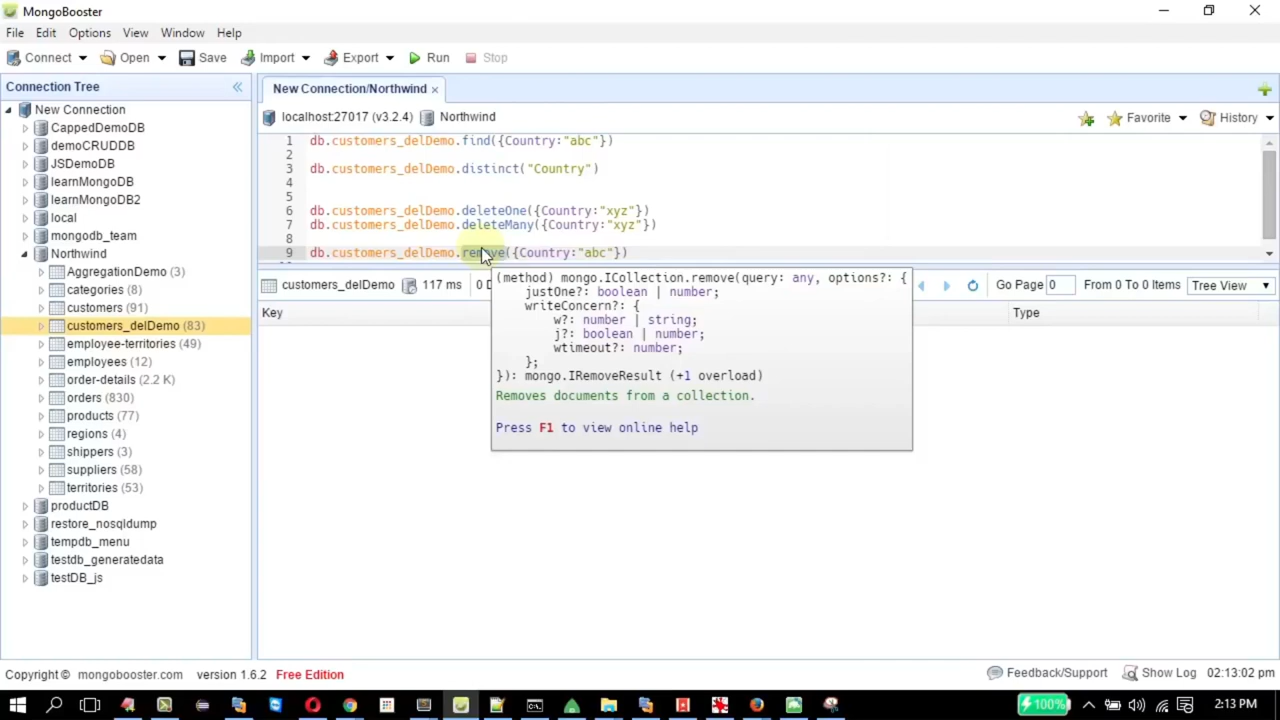 MongoBooster
File Edit Options View Window Help
Connect Open Save Import Export Run Stop
Connection Tree
New Connection
CappedDemoDB
demoCRUDDB
JSDemoDB
learnMongoDB
learnMongoDB2
local
mongodb_team
Northwind
AggregationDemo (3)
categories (8)
customers (91)
customers_delDemo (83)
employee-territories (49)
employees (12)
order-details (2.2 K)
orders (830)
products (77)
regions (4)
shippers (3)
suppliers (58)
territories (53)
productDB
restore_nosqldump
tempdb_menu
testdb_generatedata
testDB_js
New Connection/Northwind ×
localhost:27017 (v3.2.4) Northwind Favorite History
1 db.customers_delDemo.find({Country:"abc"})
2
3 db.customers_delDemo.distinct("Country")
4
5
6 db.customers_delDemo.deleteOne({Country:"xyz"})
7 db.customers_delDemo.deleteMany({Country:"xyz"})
8
9 db.customers_delDemo.remove({Country:"abc"})
customers_delDemo 117 ms Go Page 0 From 0 To 0 Items Tree View
Key Type
(method) mongo.ICollection.remove(query: any, options?: {
justOne?: boolean | number;
writeConcern?: {
w?: number | string;
j?: boolean | number;
wtimeout?: number;
};
}): mongo.IRemoveResult (+1 overload)
Removes documents from a collection.
Press F1 to view online help
Copyright © mongobooster.com version 1.6.2 Free Edition Feedback/Support Show Log 02:13:02 pm
100% 2:13 PM